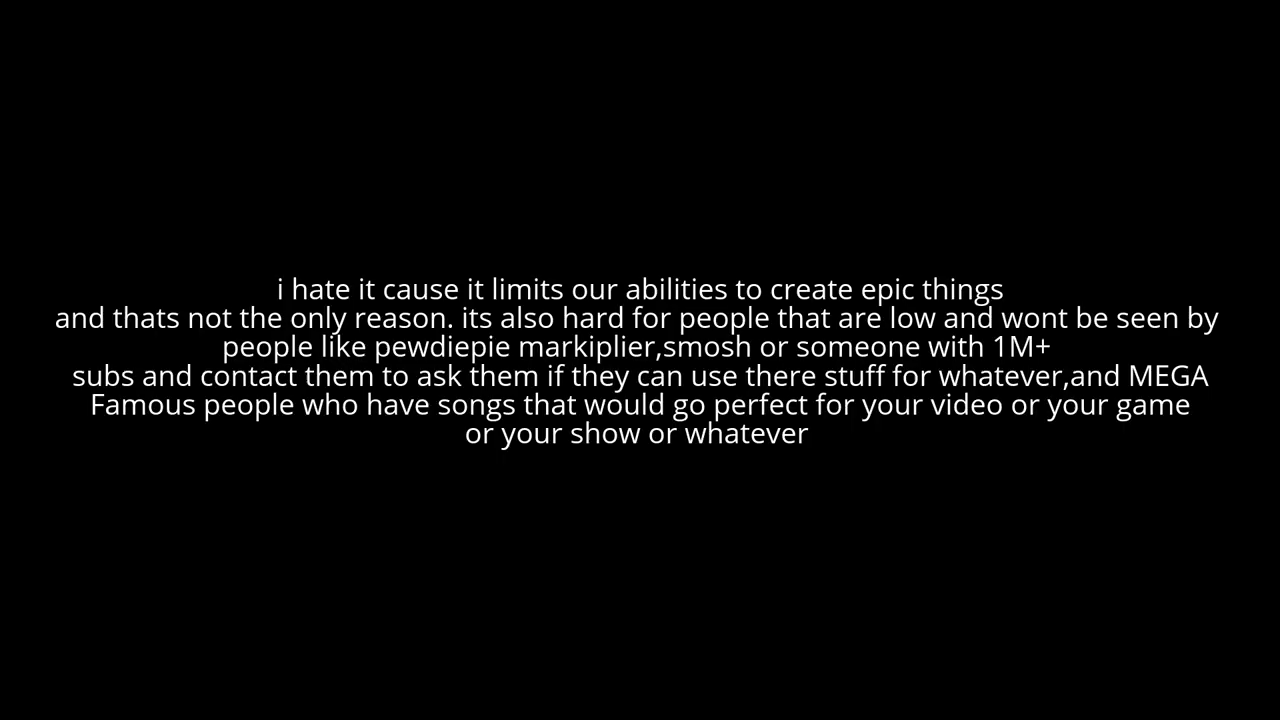 i hate it cause it limits our abilities to create epic things
and thats not the only reason. its also hard for people that are low and wont be seen by
people like pewdiepie markiplier,smosh or someone with 1M+
subs and contact them to ask them if they can use there stuff for whatever,and MEGA
Famous people who have songs that would go perfect for your video or your game
or your show or whatever